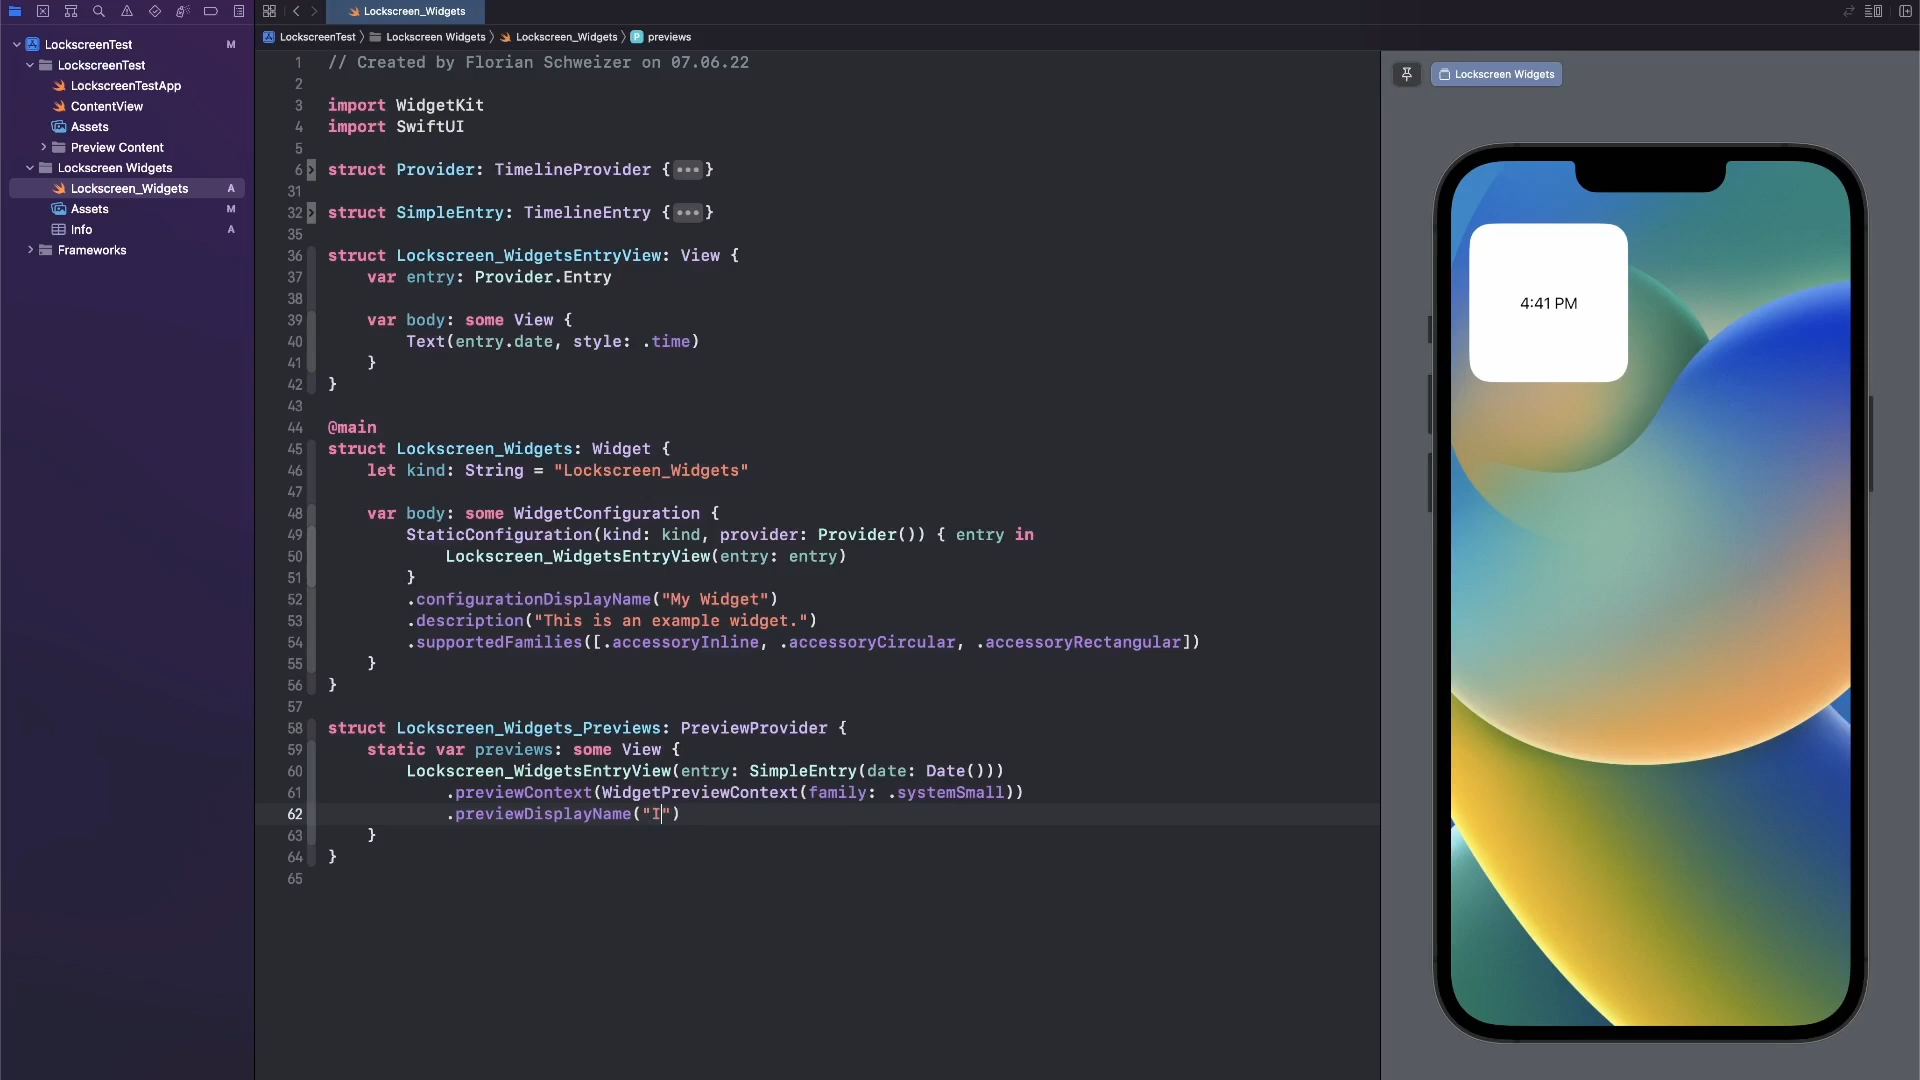 Lockscreen_Widgets
LockscreenTest M
LockscreenTest
LockscreenTestApp
ContentView
Assets
Preview Content
Lockscreen Widgets
Lockscreen_Widgets A
Assets M
Info A
Frameworks
LockscreenTest Lockscreen Widgets Lockscreen_Widgets P previews
1 // Created by Florian Schweizer on 07.06.22
2
3 import WidgetKit
4 import SwiftUI
5
6 struct Provider: TimelineProvider {•••}
31
32 struct SimpleEntry: TimelineEntry {•••}
35
36 struct Lockscreen_WidgetsEntryView: View {
37 var entry: Provider.Entry
38
39 var body: some View {
40 Text(entry.date, style: .time)
41 }
42 }
43
44 @main
45 struct Lockscreen_Widgets: Widget {
46 let kind: String = "Lockscreen_Widgets"
47
48 var body: some WidgetConfiguration {
49 StaticConfiguration(kind: kind, provider: Provider()) { entry in
50 Lockscreen_WidgetsEntryView(entry: entry)
51 }
52 .configurationDisplayName("My Widget")
53 .description("This is an example widget.")
54 .supportedFamilies([.accessoryInline, .accessoryCircular, .accessoryRectangular])
55 }
56 }
57
58 struct Lockscreen_Widgets_Previews: PreviewProvider {
59 static var previews: some View {
60 Lockscreen_WidgetsEntryView(entry: SimpleEntry(date: Date()))
61 .previewContext(WidgetPreviewContext(family: .systemSmall))
62 .previewDisplayName("I")
63 }
64 }
65
Lockscreen Widgets
4:41 PM